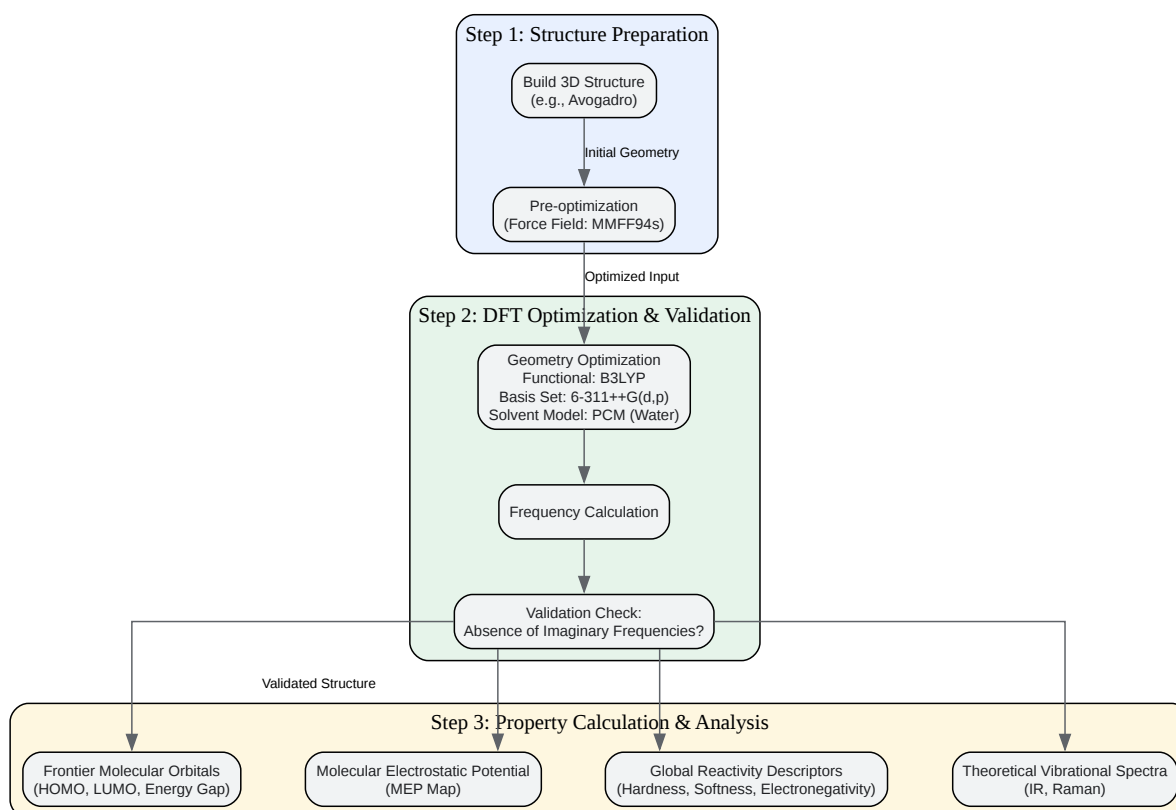 Step 1: Structure Preparation
Build 3D Structure
(e.g., Avogadro)
Initial Geometry
Pre-optimization
(Force Field: MMFF94s)
Optimized Input
Step 2: DFT Optimization & Validation
Geometry Optimization
Functional: B3LYP
Basis Set: 6-311++G(d,p)
Solvent Model: PCM (Water)
Frequency Calculation
Validation Check:
Absence of Imaginary Frequencies?
Validated Structure
Step 3: Property Calculation & Analysis
Frontier Molecular Orbitals
(HOMO, LUMO, Energy Gap)
Molecular Electrostatic Potential
(MEP Map)
Global Reactivity Descriptors
(Hardness, Softness, Electronegativity)
Theoretical Vibrational Spectra
(IR, Raman)